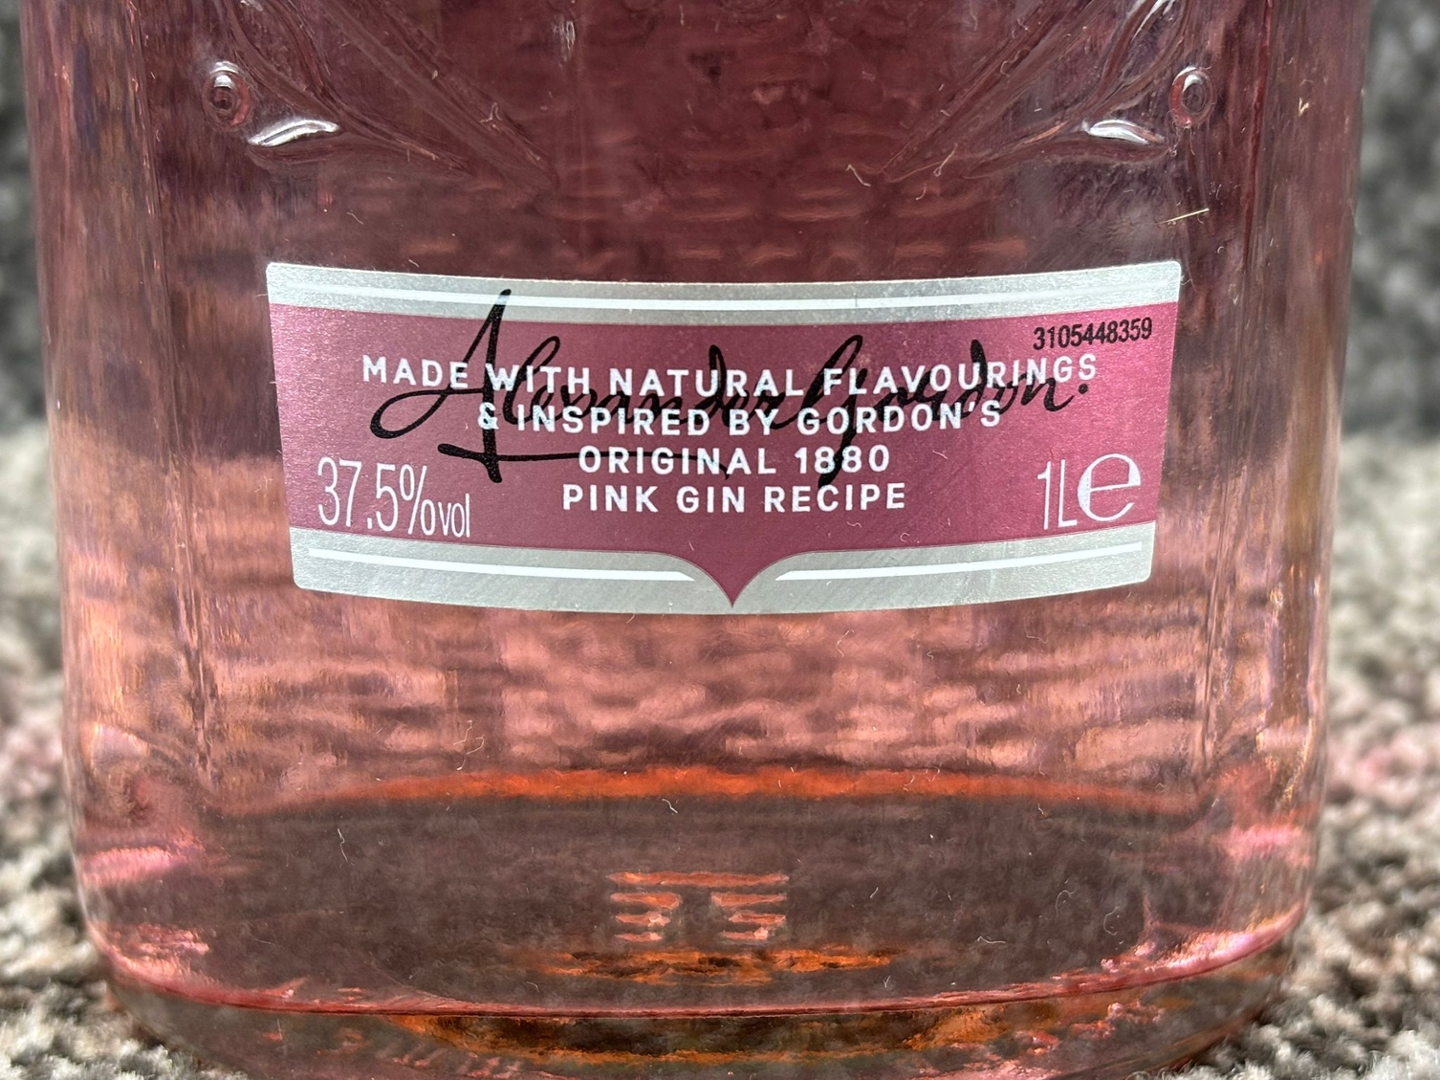 3105448359
Alexander Gordon.
MADE WITH NATURAL FLAVOURINGS
& INSPIRED BY GORDON'S
ORIGINAL 1880
PINK GIN RECIPE
37.5%vol
1L℮